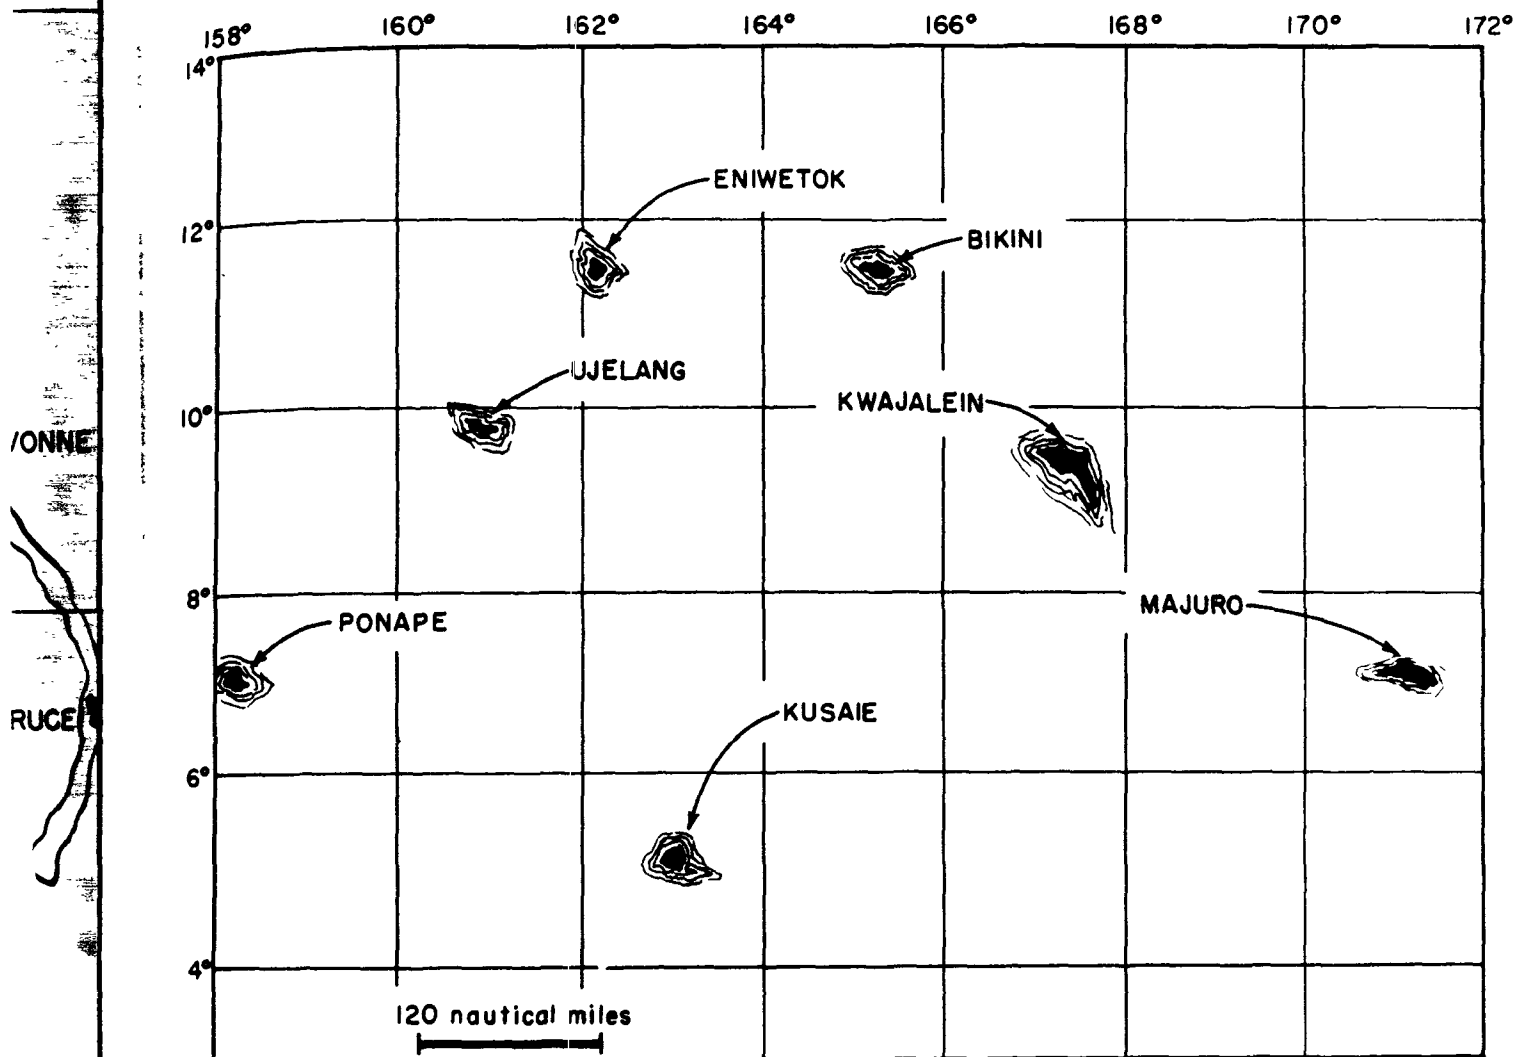 158° 160° 162° 164° 166° 168° 170° 172°
14°
ENIWETOK
12°
BIKINI
UJELANG
KWAJALEIN
10°
/ONNE
8°
MAJURO
PONAPE
KUSAIE
RUCE
6°
4°
120 nautical miles